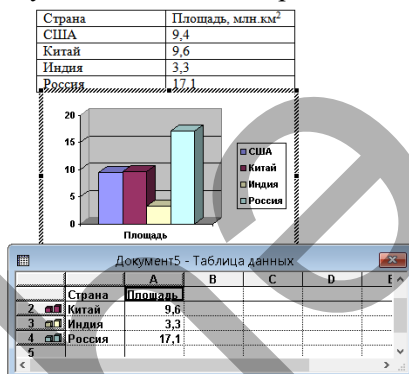 Страна Площадь, млн.км²
США 9,4
Китай 9,6
Индия 3,3
Россия 17,1
20
15
10
5
0
Площадь
США
Китай
Индия
Россия
Документ5 - Таблица данных
A B C D E
Страна Площадь
2 Китай 9,6
3 Индия 3,3
4 Россия 17,1
5